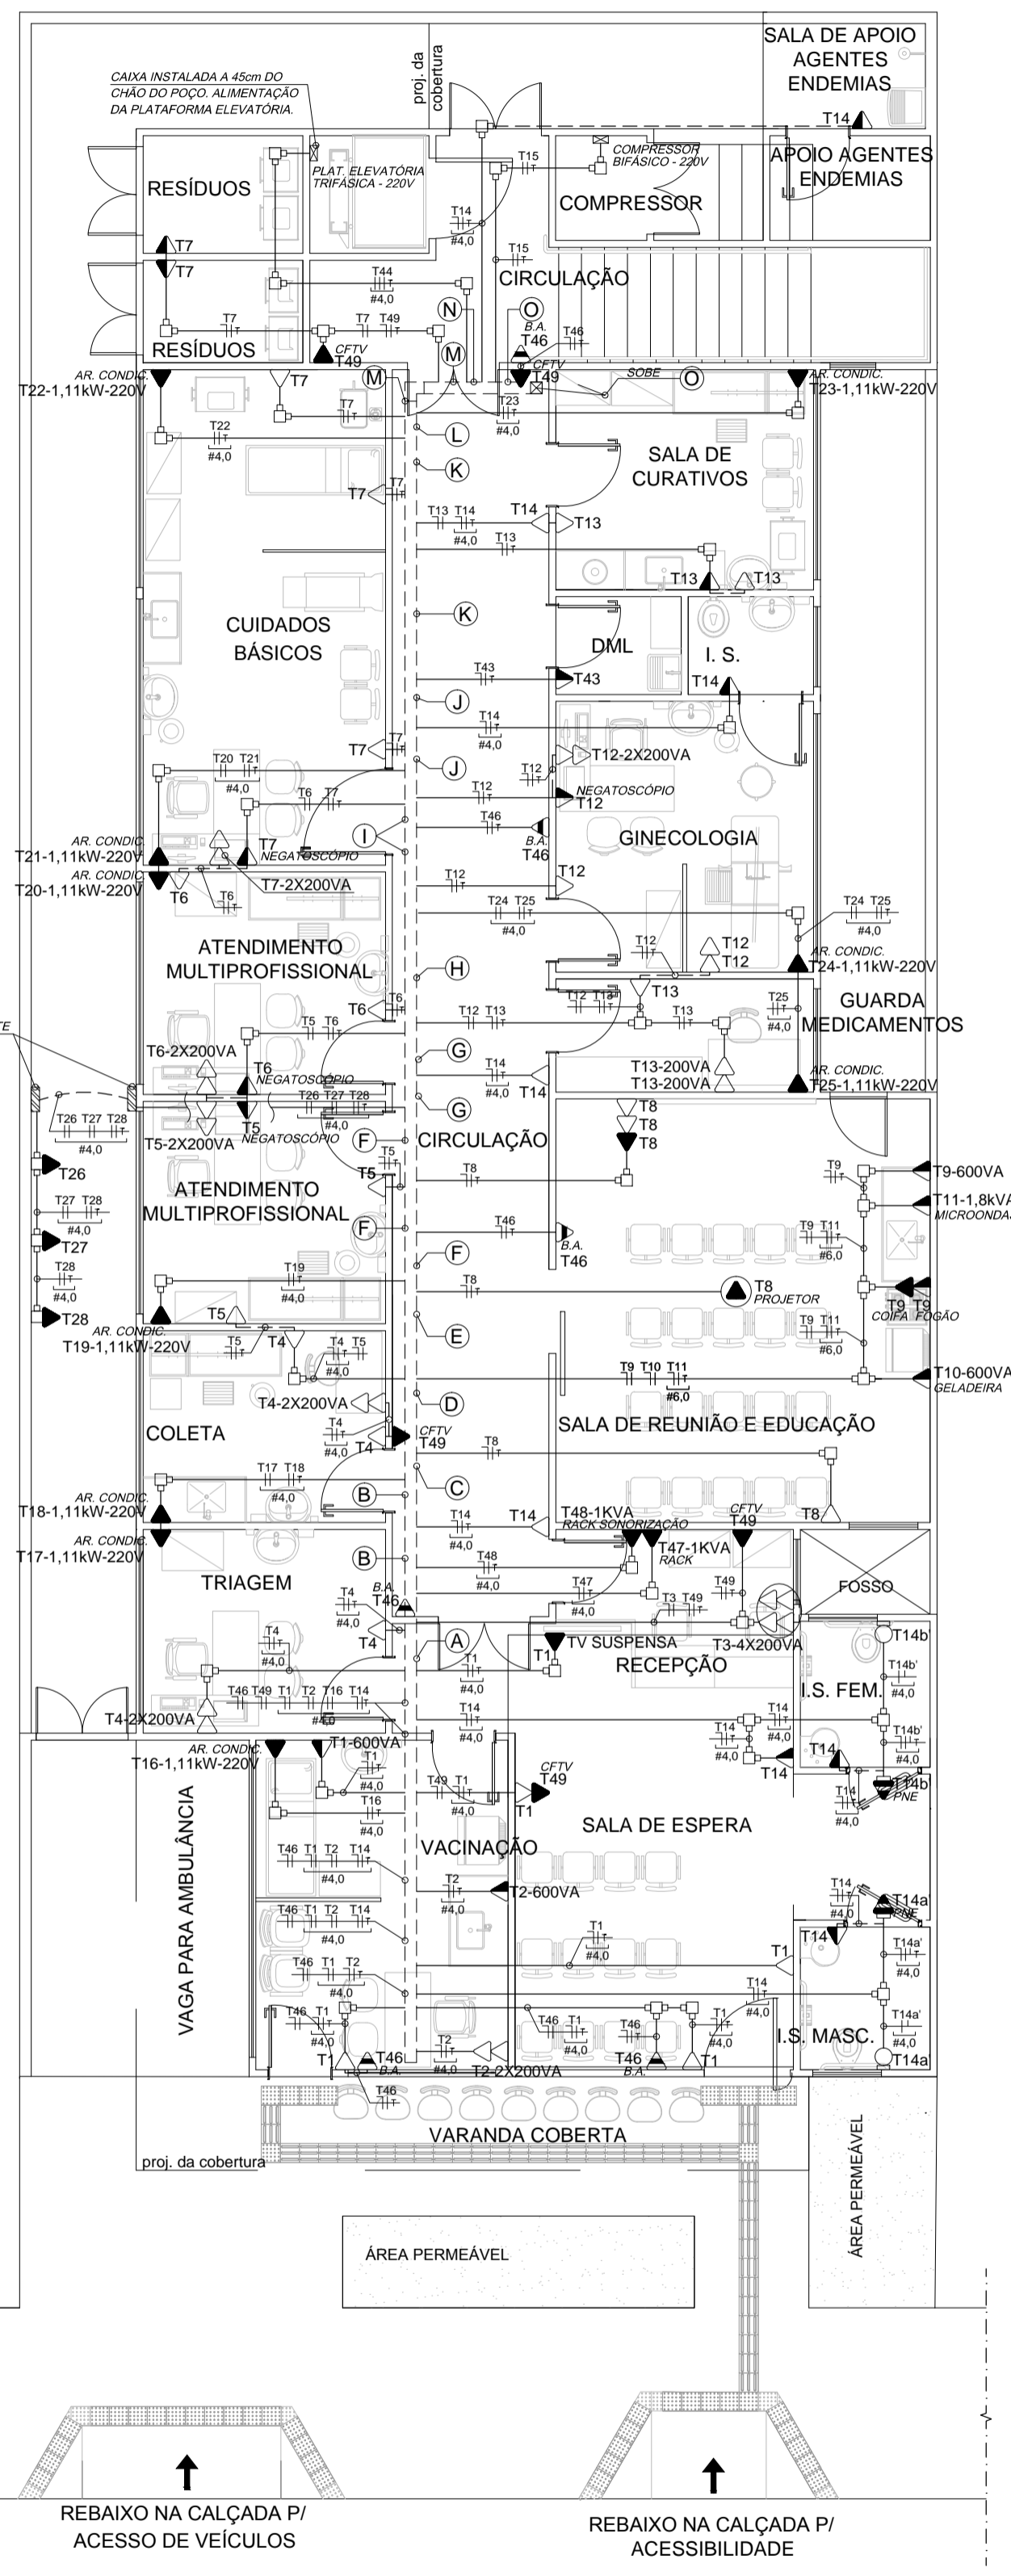 SALA DE APOIO
AGENTES
ENDEMIAS
T14
CAIXA INSTALADA A 45cm DO
CHÃO DO POÇO. ALIMENTAÇÃO
DA PLATAFORMA ELEVATÓRIA.
proj. da
cobertura
RESÍDUOS
PLAT. ELEVATÓRIA
TRIFÁSICA - 220V
T15
COMPRESSOR
BIFÁSICO - 220V
COMPRESSOR
APOIO AGENTES
ENDEMIAS
T14
#4,0
T7
T7
T15
CIRCULAÇÃO
T44
#4,0
N
O
T7
T7 T49
RESÍDUOS
CFTV
T49
M
B.A.
T46
T46
CFTV
T49
AR. CONDIC.
T22-1,11kW-220V
T7
M
SOBE
O
AR. CONDIC.
T23-1,11kW-220V
T7
T23
#4,0
T22
#4,0
L
K
SALA DE
CURATIVOS
T7
T7
T13 T14
#4,0
T14
T13
T13
T13
T13
CUIDADOS
BÁSICOS
K
DML
I. S.
T43
T43
T14
J
T14
#4,0
T7
T7
J
T12-2X200VA
T20 T21
#4,0
T12
T12
NEGATOSCÓPIO
T12
T6 T7
T46
B.A.
T46
I
GINECOLOGIA
AR. CONDIC.
T21-1,11kW-220V
T7
NEGATOSCÓPIO
AR. CONDIC.
T20-1,11kW-220V
T6
T7-2X200VA
T6
T12
T12
T24 T25
#4,0
T24 T25
#4,0
ATENDIMENTO
MULTIPROFISSIONAL
T12
T12
T12
AR. CONDIC.
T24-1,11kW-220V
H
T13
GUARDA
MEDICAMENTOS
T6
T6
T12 T13
T12 T13
T13
T25
#4,0
T5 T6
T6-2X200VA
G
T6
NEGATOSCÓPIO
T14
#4,0
T14
T13-200VA
T13-200VA
AR. CONDIC.
T25-1,11kW-220V
TE
T26 T27 T28
#4,0
T26 T27 T28
#4,0
G
T8
T8
T8
T5-2X200VA
T5
NEGATOSCÓPIO
F
CIRCULAÇÃO
T26
ATENDIMENTO
MULTIPROFISSIONAL
T5
T5
T8
T9
T9-600VA
T11-1,8kVA
MICROONDAS
T27 T28
#4,0
F
T46
B.A.
T46
T9 T11
#6,0
T27
T28
#4,0
F
T19
#4,0
T8
T8
PROJETOR
T9
T9
COIFA
FOGÃO
T28
AR. CONDIC.
T19-1,11kW-220V
T5
T4
T5
T4 T5
#4,0
E
T9 T11
#6,0
T9 T10 T11
#6,0
T10-600VA
GELADEIRA
T4-2X200VA
D
COLETA
T4
#4,0
T4
CFTV
T49
SALA DE REUNIÃO E EDUCAÇÃO
T8
T17 T18
#4,0
C
AR. CONDIC.
T18-1,11kW-220V
B
T8
T14
#4,0
T14
T48-1KVA
RACK SONORIZAÇÃO
CFTV
T49
AR. CONDIC.
T17-1,11kW-220V
B
T47-1KVA
RACK
T48
#4,0
TRIAGEM
FOSSO
T4
#4,0
B.A.
T46
T47
#4,0
T49
T3 T49
T4
T3-4X200VA
T4
#4,0
A
T1
TV SUSPENSA
RECEPÇÃO
T14b'
T1
#4,0
T14b'
#4,0
I.S. FEM.
T46 T49 T1 T2 T16 T14
#4,0
T4-2X200VA
T14
#4,0
T14
#4,0
T14
#4,0
T14
T14b'
#4,0
T1-600VA
AR. CONDIC.
T16-1,11kW-220V
T14
T1
#4,0
T49 T1
#4,0
CFTV
T49
T1
T14b'
PNE
T14
#4,0
T16
#4,0
SALA DE ESPERA
VACINAÇÃO
VAGA PARA AMBULÂNCIA
T46 T1 T2 T14
#4,0
T2
#4,0
T2-600VA
T14
#4,0
T14a'
PNE
T46 T1 T2 T14
#4,0
T14
T1
#4,0
T1
T14a'
#4,0
T46 T1 T2
#4,0
T14
#4,0
T46 T1
#4,0
T46 T1
#4,0
T46
T1
#4,0
T14a'
#4,0
I.S. MASC.
T1
T46
B.A.
T2
#4,0
T2-2X200VA
T46
B.A.
T1
T14a'
T46
VARANDA COBERTA
proj. da cobertura
ÁREA PERMEÁVEL
ÁREA PERMEÁVEL
REBAIXO NA CALÇADA P/
ACESSO DE VEÍCULOS
REBAIXO NA CALÇADA P/
ACESSIBILIDADE